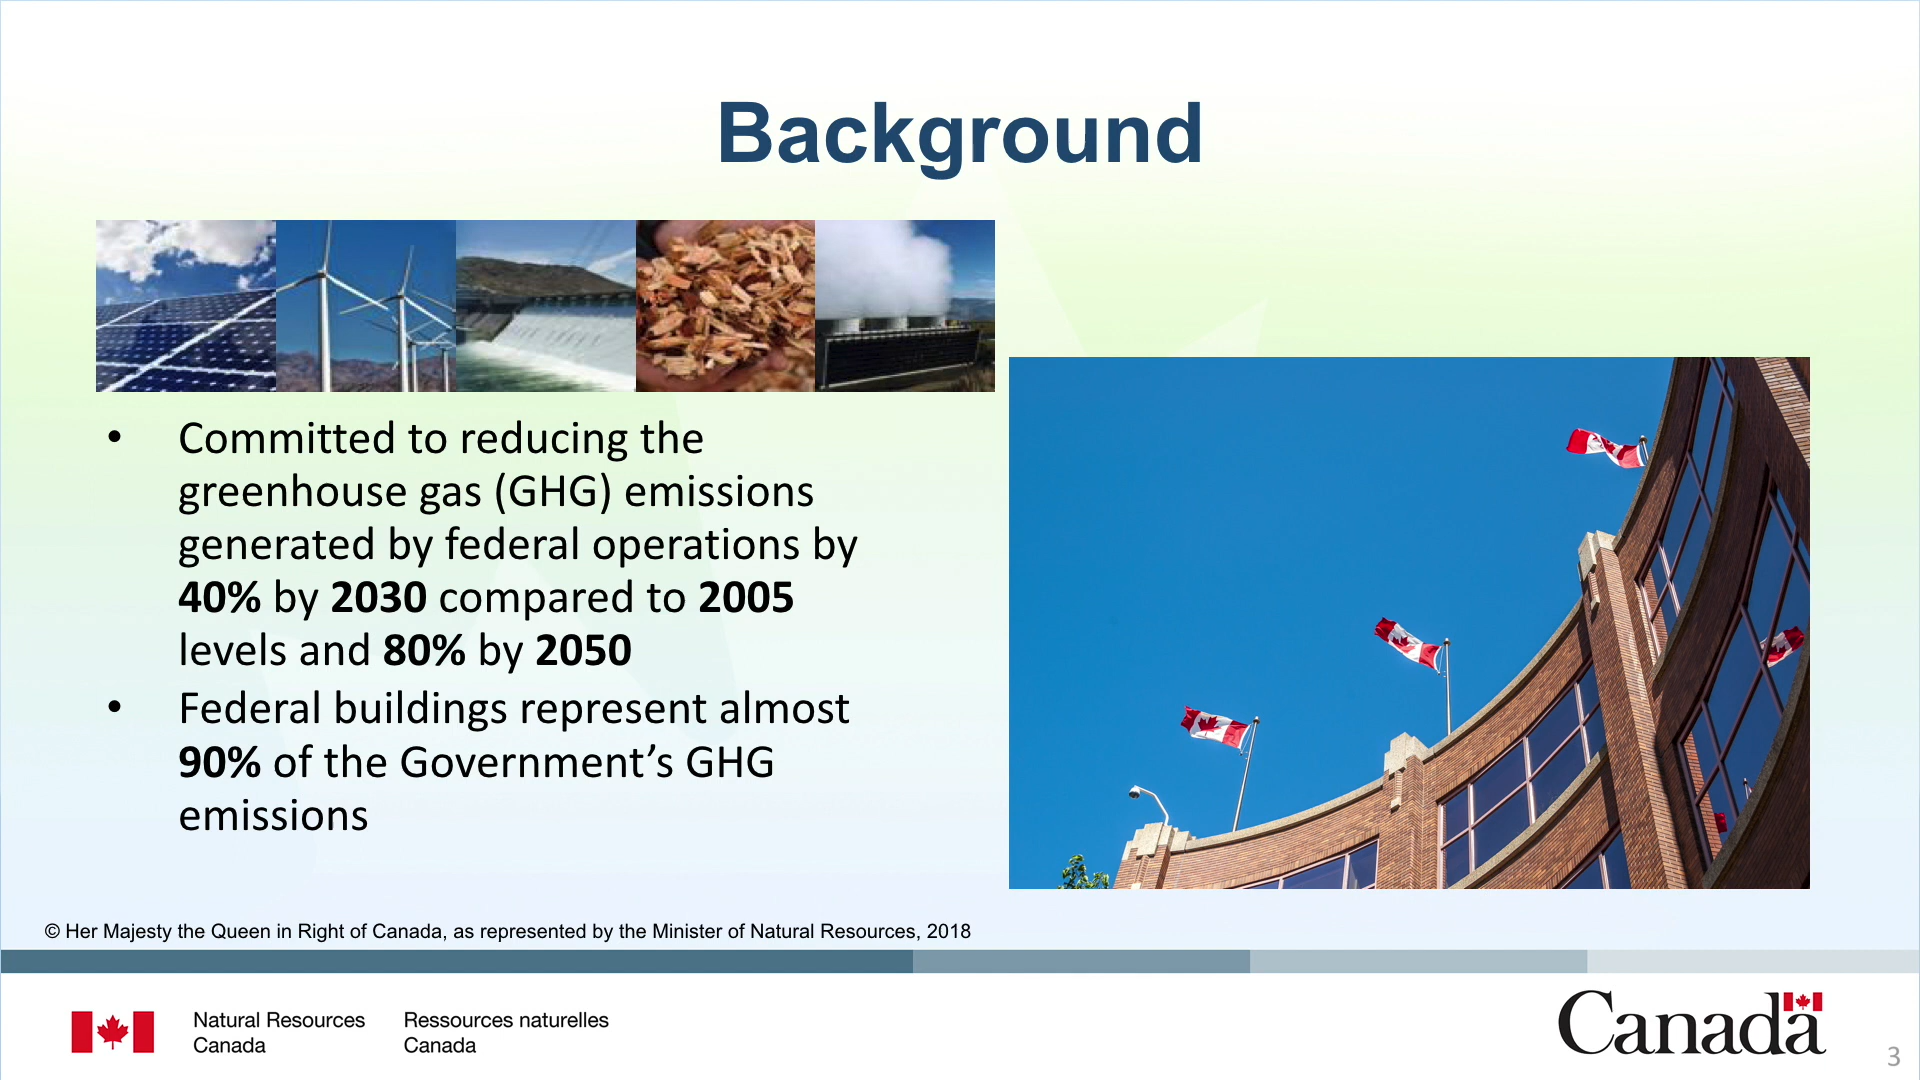 Background
• Committed to reducing the
greenhouse gas (GHG) emissions
generated by federal operations by
40% by 2030 compared to 2005
levels and 80% by 2050
• Federal buildings represent almost
90% of the Government’s GHG
emissions
© Her Majesty the Queen in Right of Canada, as represented by the Minister of Natural Resources, 2018
Natural Resources
Canada
Ressources naturelles
Canada
Canada
3